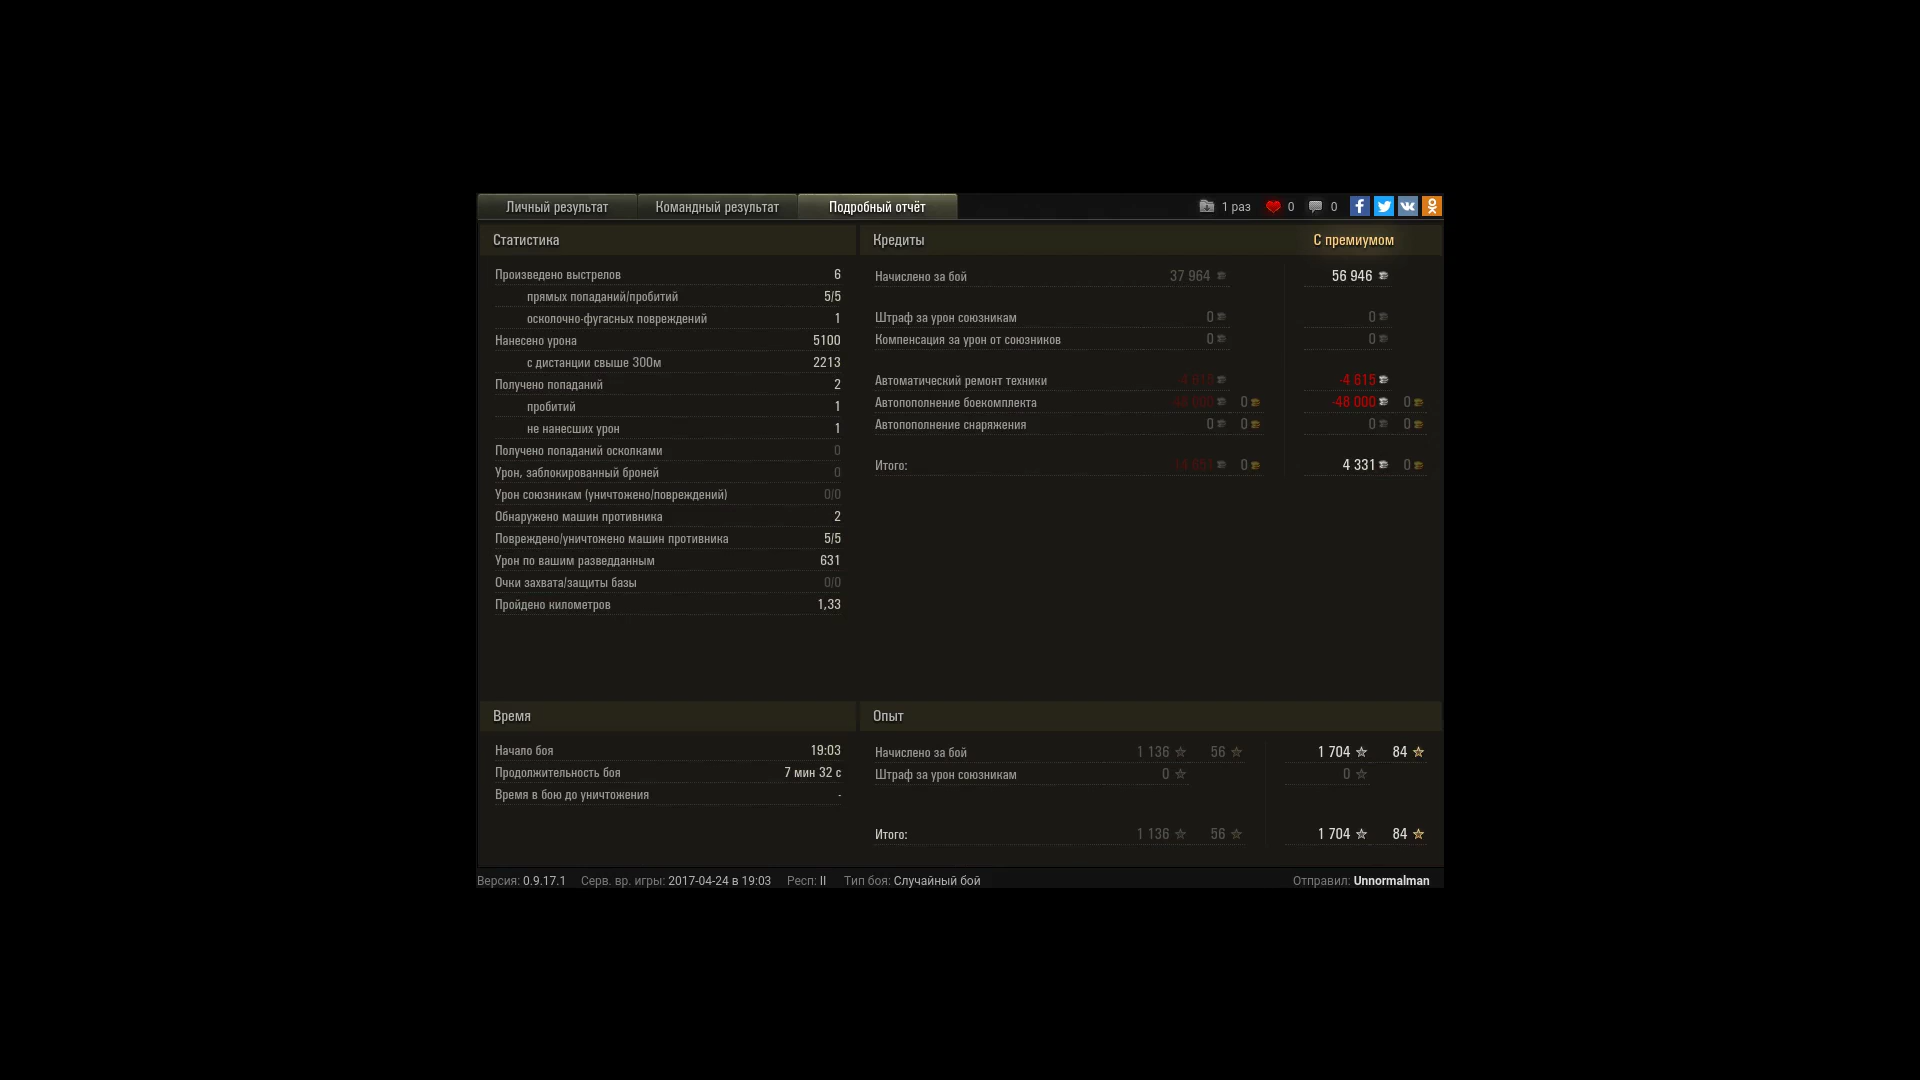 Личный результат Командный результат Подробный отчёт 1 раз 0 0
Статистика
Произведено выстрелов 6
прямых попаданий/пробитий 5/5
осколочно-фугасных повреждений 1
Нанесено урона 5100
с дистанции свыше 300м 2213
Получено попаданий 2
пробитий 1
не нанесших урон 1
Получено попаданий осколками 0
Урон, заблокированный броней 0
Урон союзникам (уничтожено/повреждений) 0/0
Обнаружено машин противника 2
Повреждено/уничтожено машин противника 5/5
Урон по вашим разведданным 631
Очки захвата/защиты базы 0/0
Пройдено километров 1,33
Кредиты С премиумом
Начислено за бой 37 964 56 946
Штраф за урон союзникам 0 0
Компенсация за урон от союзников 0 0
Автоматический ремонт техники -4 615 -4 615
Автопополнение боекомплекта -48 000 0 -48 000 0
Автопополнение снаряжения 0 0 0 0
Итого: -14 651 0 4 331 0
Время
Начало боя 19:03
Продолжительность боя 7 мин 32 с
Время в бою до уничтожения -
Опыт
Начислено за бой 1 136 56 1 704 84
Штраф за урон союзникам 0 0
Итого: 1 136 56 1 704 84
Версия: 0.9.17.1 Серв. вр. игры: 2017-04-24 в 19:03 Респ: II Тип боя: Случайный бой Отправил: Unnormalman